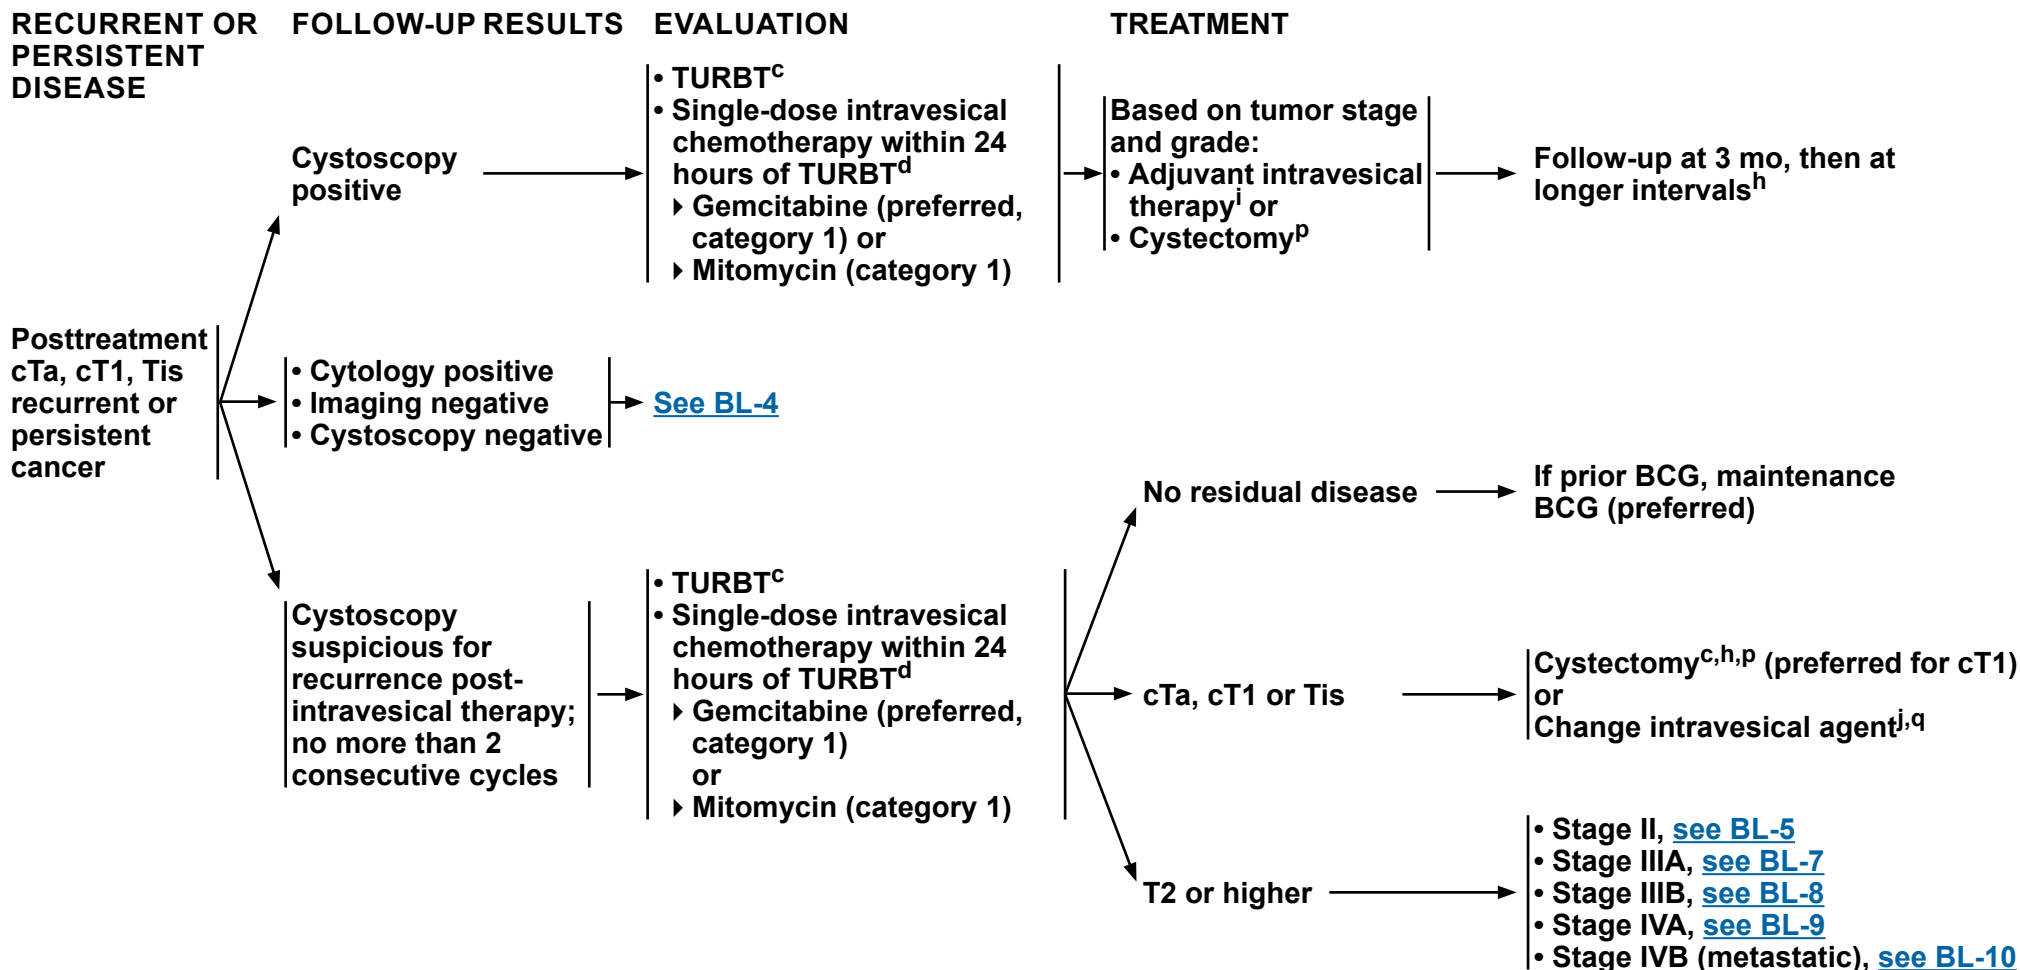 RECURRENT OR
PERSISTENT
DISEASE
FOLLOW-UP RESULTS
EVALUATION
TREATMENT
Posttreatment
cTa, cT1, Tis
recurrent or
persistent
cancer
Cystoscopy
positive
• TURBTc
• Single-dose intravesical
chemotherapy within 24
hours of TURBTd
▸ Gemcitabine (preferred,
category 1) or
▸ Mitomycin (category 1)
Based on tumor stage
and grade:
• Adjuvant intravesical
therapyi or
• Cystectomyp
Follow-up at 3 mo, then at
longer intervalsh
• Cytology positive
• Imaging negative
• Cystoscopy negative
See BL-4
Cystoscopy
suspicious for
recurrence post-
intravesical therapy;
no more than 2
consecutive cycles
• TURBTc
• Single-dose intravesical
chemotherapy within 24
hours of TURBTd
▸ Gemcitabine (preferred,
category 1)
or
▸ Mitomycin (category 1)
No residual disease
If prior BCG, maintenance
BCG (preferred)
cTa, cT1 or Tis
Cystectomyc,h,p (preferred for cT1)
or
Change intravesical agentj,q
T2 or higher
• Stage II, see BL-5
• Stage IIIA, see BL-7
• Stage IIIB, see BL-8
• Stage IVA, see BL-9
• Stage IVB (metastatic), see BL-10